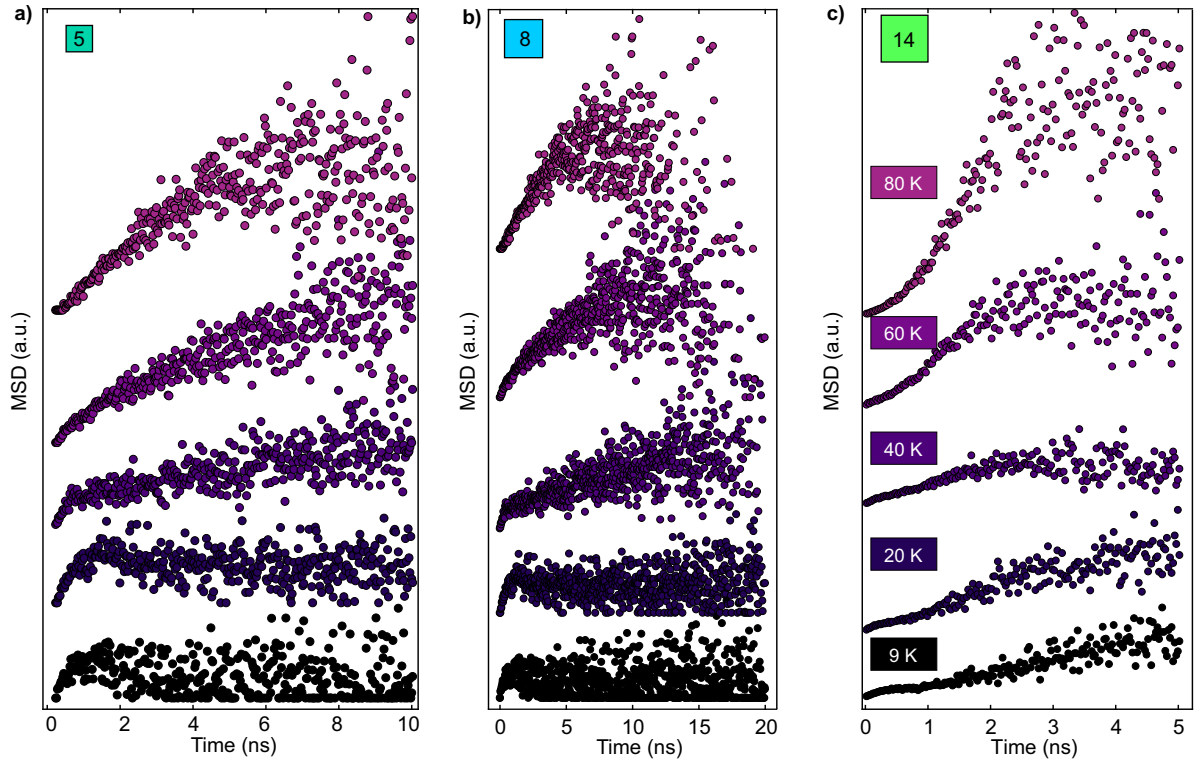 a)
5
MSD (a.u.)
0 2 4 6 8 10
Time (ns)
b)
8
MSD (a.u.)
0 5 10 15 20
Time (ns)
c)
14
80 K
60 K
40 K
20 K
9 K
MSD (a.u.)
0 1 2 3 4 5
Time (ns)